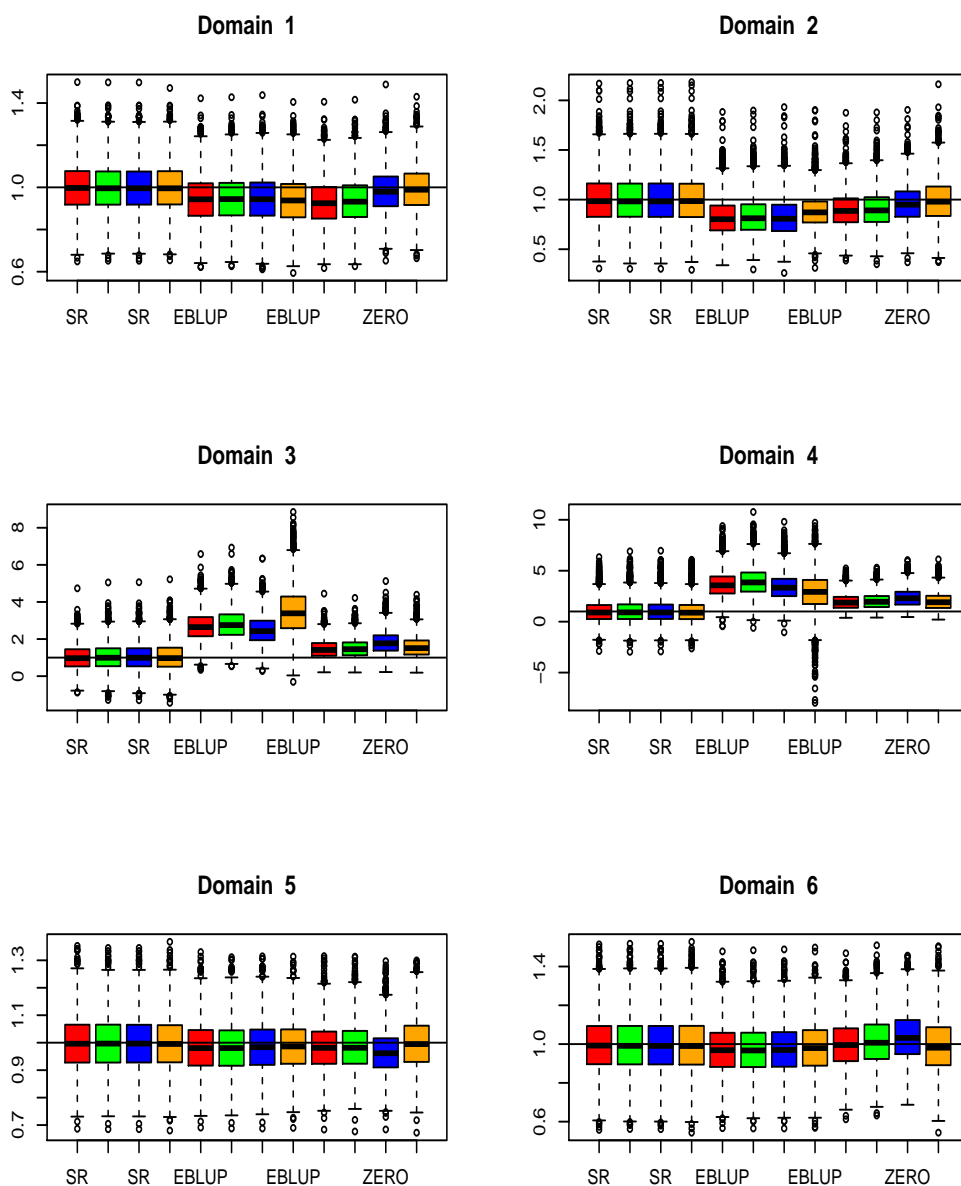 Domain 1
1.4
1.0
0.6
SR SR EBLUP EBLUP ZERO
Domain 2
2.0
1.5
1.0
0.5
SR SR EBLUP EBLUP ZERO
Domain 3
8
6
4
2
0
SR SR EBLUP EBLUP ZERO
Domain 4
10
5
0
−5
SR SR EBLUP EBLUP ZERO
Domain 5
1.3
1.1
0.9
0.7
SR SR EBLUP EBLUP ZERO
Domain 6
1.4
1.0
0.6
SR SR EBLUP EBLUP ZERO